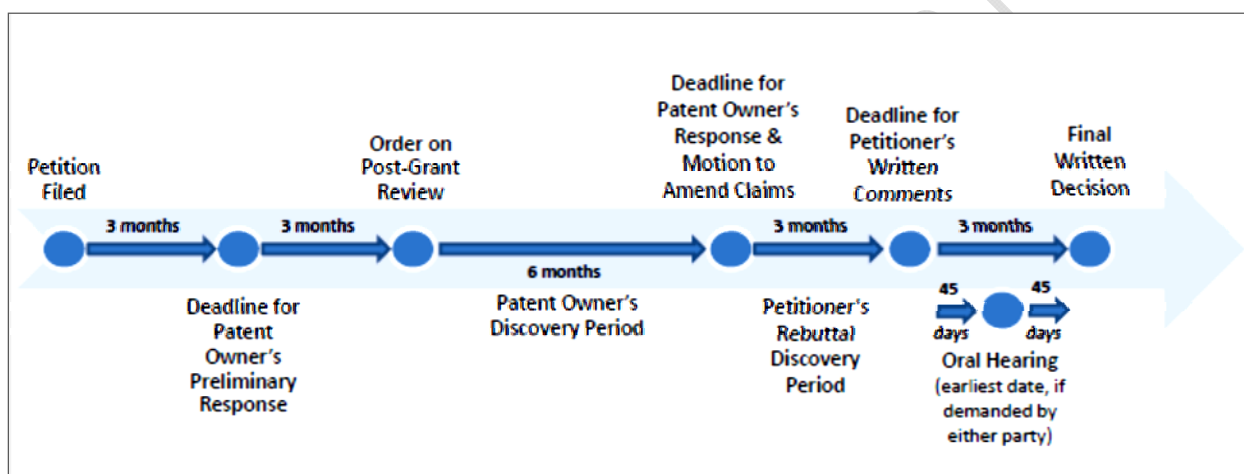 Petition
Filed
3 months
Deadline for
Patent
Owner's
Preliminary
Response
3 months
Order on
Post-Grant
Review
6 months
Patent Owner's
Discovery Period
Deadline for
Patent Owner's
Response &
Motion to
Amend Claims
3 months
Petitioner's
Rebuttal
Discovery
Period
Deadline for
Petitioner's
Written
Comments
3 months
45
days
45
days
Oral Hearing
(earliest date, if
demanded by
either party)
Final
Written
Decision